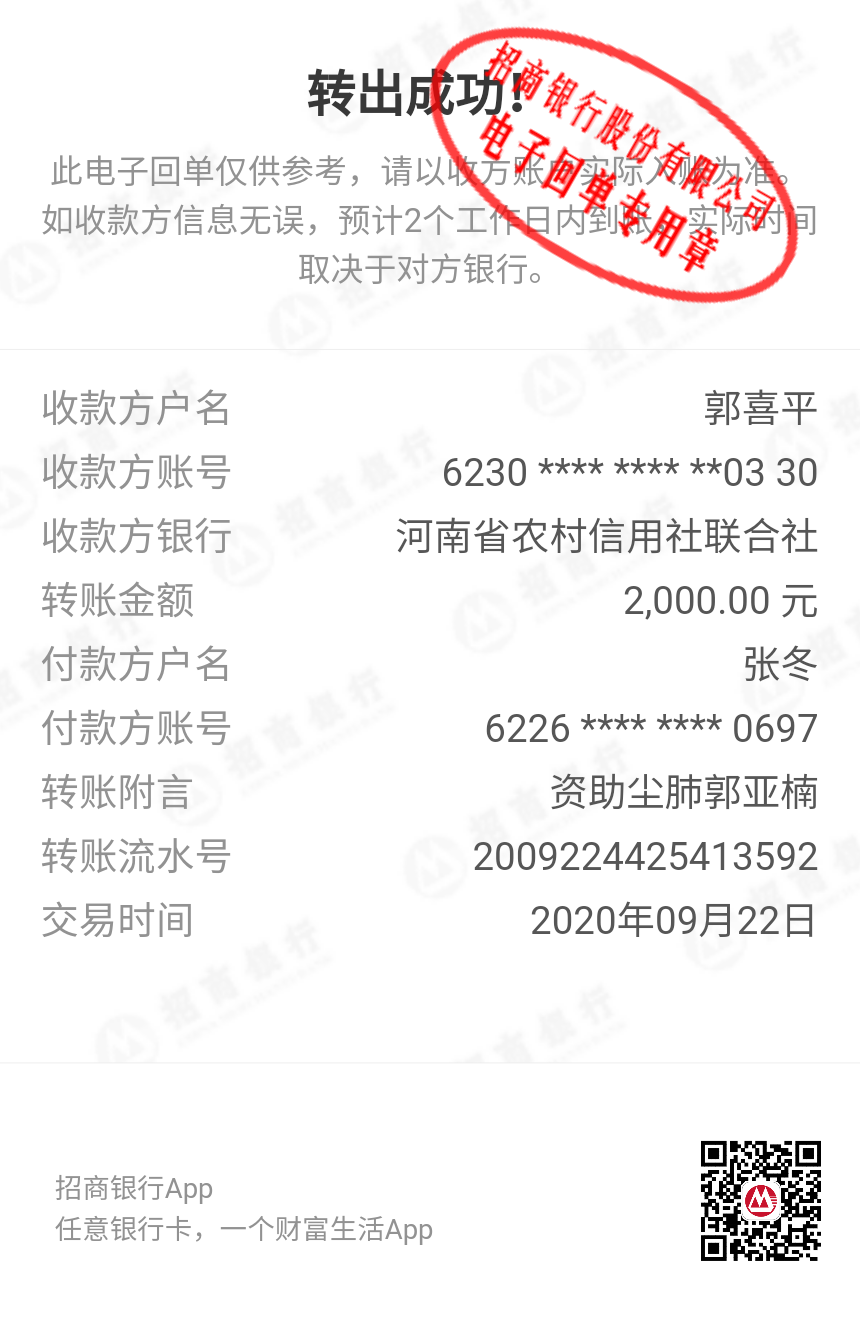 转出成功！
招商银行股份有限公司
电子回单专用章
此电子回单仅供参考，请以收方账户实际入账为准。
如收款方信息无误，预计2个工作日内到账，实际时间
取决于对方银行。
收款方户名 郭喜平
收款方账号 6230 **** **** **03 30
收款方银行 河南省农村信用社联合社
转账金额 2,000.00 元
付款方户名 张冬
付款方账号 6226 **** **** 0697
转账附言 资助尘肺郭亚楠
转账流水号 2009224425413592
交易时间 2020年09月22日
招商银行App
任意银行卡，一个财富生活App
招商银行